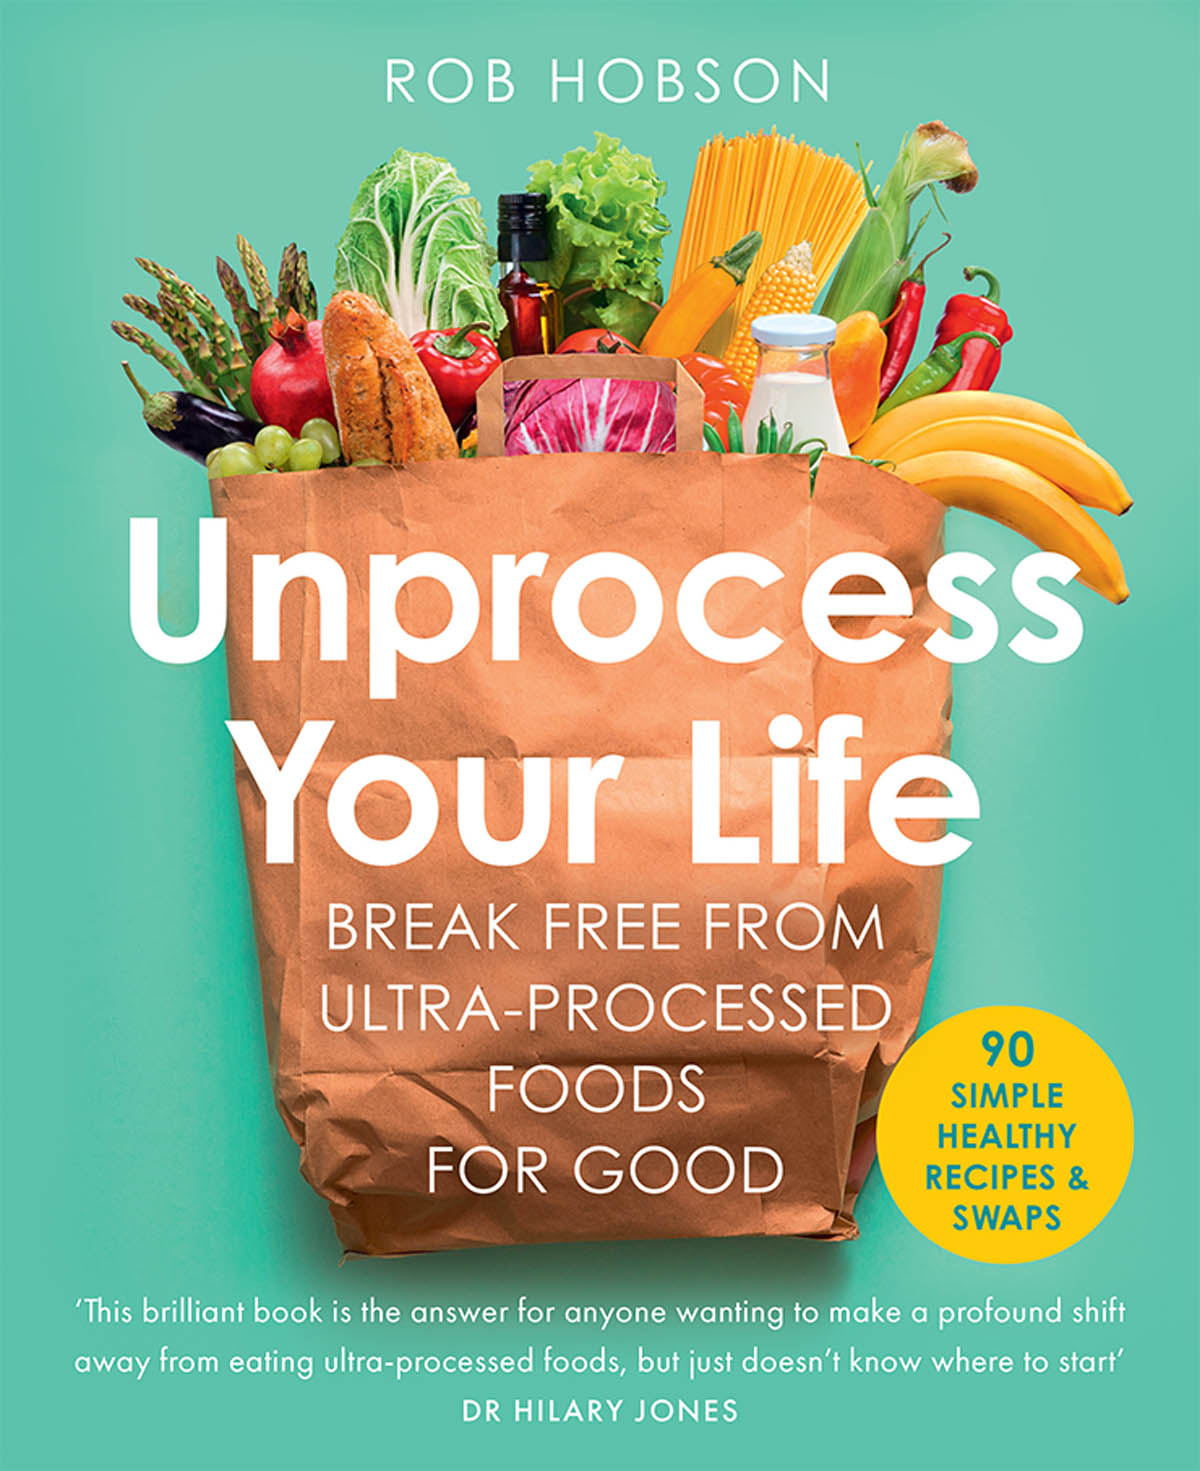 ROB HOBSON
Unprocess
Your Life
BREAK FREE FROM
ULTRA-PROCESSED
FOODS
FOR GOOD
90
SIMPLE
HEALTHY
RECIPES &
SWAPS
‘This brilliant book is the answer for anyone wanting to make a profound shift
away from eating ultra-processed foods, but just doesn’t know where to start’
DR HILARY JONES